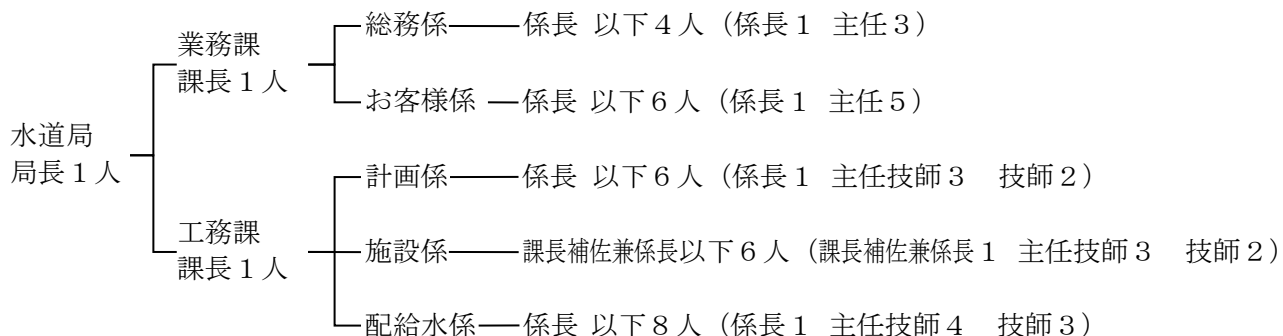 総務係 係長 以下4人(係長1 主任3)
業務課
課長1人
お客様係 係長 以下6人(係長1 主任5)
水道局
局長1人
計画係 係長 以下6人(係長1 主任技師3 技師2)
工務課
課長1人
施設係 課長補佐兼係長以下6人(課長補佐兼係長1 主任技師3 技師2)
配給水係 係長 以下8人(係長1 主任技師4 技師3)